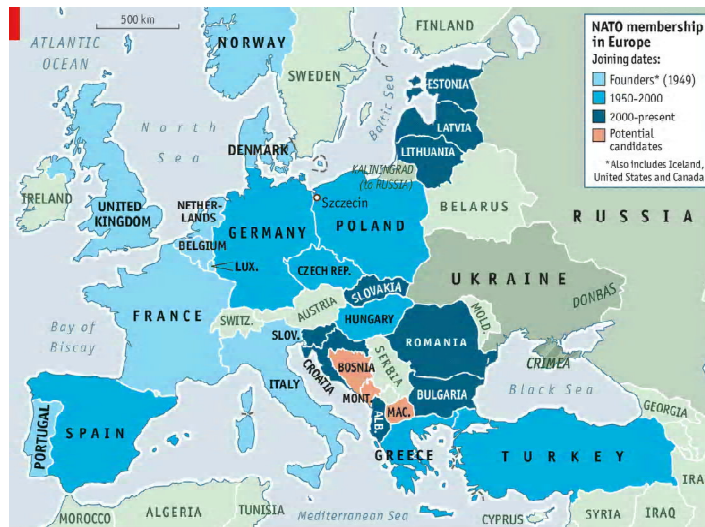 500 km
ATLANTIC
OCEAN
NORWAY
SWEDEN
FINLAND
NATO membership
in Europe
Joining dates:
Founders* (1949)
1950-2000
2000-present
Potential
candidates
*Also includes Iceland,
United States and Canada
North
Sea
Baltic Sea
ESTONIA
LATVIA
LITHUANIA
DENMARK
KALININGRAD
(to RUSSIA)
IRELAND
UNITED
KINGDOM
NETHER-
LANDS
Szczecin
BELARUS
RUSSIA
GERMANY
POLAND
BELGIUM
LUX.
CZECH REP.
UKRAINE
DONBAS
SLOVAKIA
FRANCE
SWITZ.
AUSTRIA
HUNGARY
MOLD.
Bay of
Biscay
SLOV.
ROMANIA
CRIMEA
CROATIA
BOSNIA
SERBIA
ITALY
MONT.
BULGARIA
Black Sea
GEORGIA
PORTUGAL
SPAIN
ALB.
MAC.
GREECE
TURKEY
IRA
MOROCCO
ALGERIA
TUNISIA
Mediterranean Sea
CYPRUS
SYRIA
IRAQ